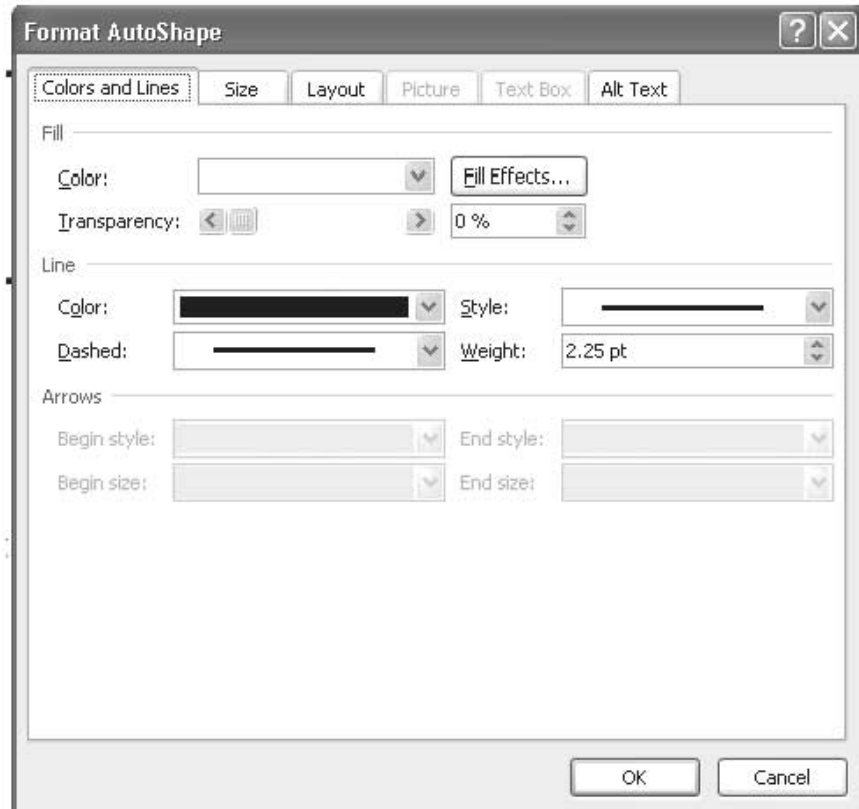 Format AutoShape
Colors and Lines Size Layout Picture Text Box Alt Text
Fill
Color: Fill Effects...
Transparency: 0 %
Line
Color: Style:
Dashed: Weight: 2.25 pt
Arrows
Begin style: End style:
Begin size: End size:
OK Cancel